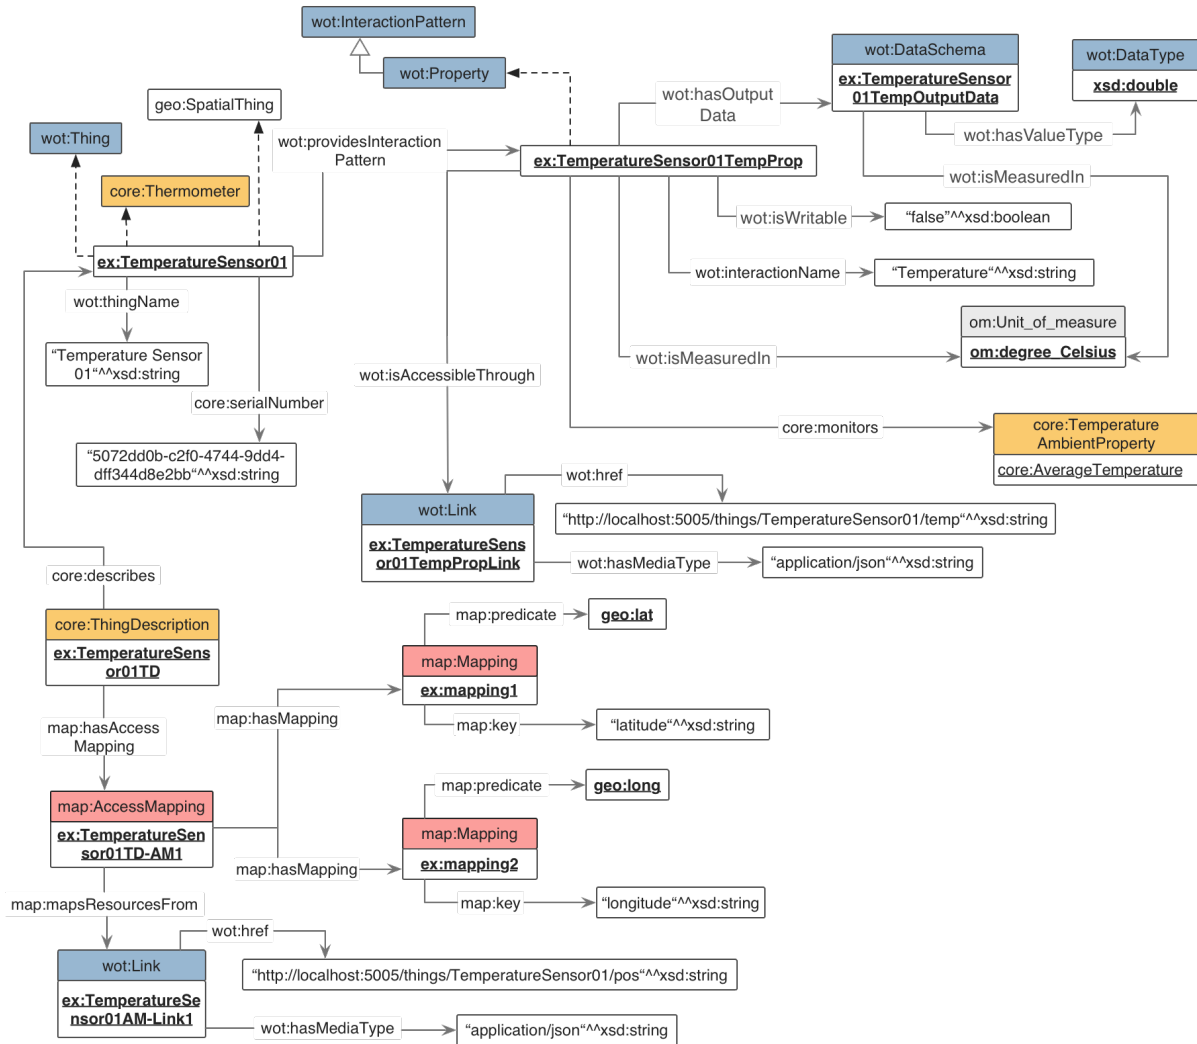 wot:InteractionPattern
wot:Property
wot:DataSchema
ex:TemperatureSensor
01TempOutputData
wot:DataType
xsd:double
geo:SpatialThing
wot:Thing
wot:hasOutput
Data
wot:hasValueType
wot:providesInteraction
Pattern
ex:TemperatureSensor01TempProp
wot:isMeasuredIn
core:Thermometer
wot:isWritable
“false”^^xsd:boolean
ex:TemperatureSensor01
wot:interactionName
“Temperature“^^xsd:string
wot:thingName
“Temperature Sensor
01“^^xsd:string
om:Unit_of_measure
om:degree_Celsius
wot:isMeasuredIn
wot:isAccessibleThrough
core:serialNumber
core:monitors
core:Temperature
AmbientProperty
core:AverageTemperature
“5072dd0b-c2f0-4744-9dd4-
dff344d8e2bb“^^xsd:string
wot:href
wot:Link
ex:TemperatureSens
or01TempPropLink
“http://localhost:5005/things/TemperatureSensor01/temp“^^xsd:string
wot:hasMediaType
“application/json“^^xsd:string
core:describes
core:ThingDescription
ex:TemperatureSens
or01TD
map:predicate
geo:lat
map:Mapping
ex:mapping1
map:hasMapping
map:key
“latitude“^^xsd:string
map:hasAccess
Mapping
map:predicate
geo:long
map:AccessMapping
ex:TemperatureSen
sor01TD-AM1
map:Mapping
ex:mapping2
map:hasMapping
map:key
“longitude“^^xsd:string
map:mapsResourcesFrom
wot:href
wot:Link
ex:TemperatureSe
nsor01AM-Link1
“http://localhost:5005/things/TemperatureSensor01/pos“^^xsd:string
wot:hasMediaType
“application/json“^^xsd:string